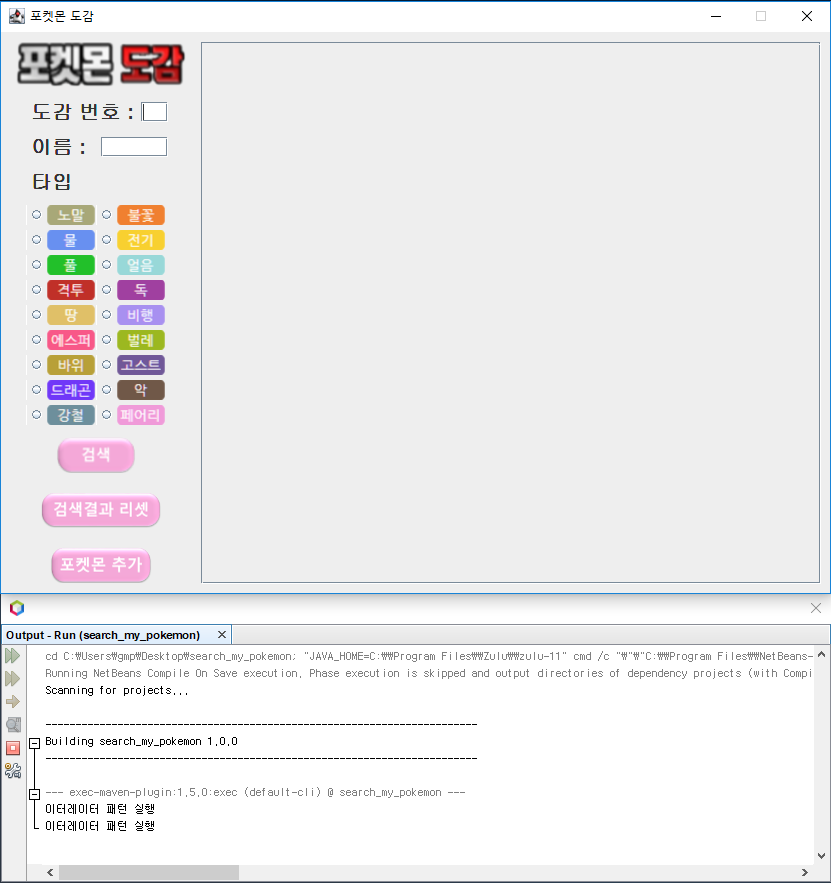 포켓몬 도감
포켓몬 도감
도감 번호 :
이름 :
타입
노말 불꽃
물 전기
풀 얼음
격투 독
땅 비행
에스퍼 벌레
바위 고스트
드래곤 악
강철 페어리
검색
검색결과 리셋
포켓몬 추가
Output - Run (search_my_pokemon)
cd C:₩Users₩gmp₩Desktop₩search_my_pokemon; "JAVA_HOME=C:₩₩Program Files₩₩Zulu₩₩zulu-11" cmd /c "₩"₩"C:₩₩Program Files₩₩NetBeans-
Running NetBeans Compile On Save execution. Phase execution is skipped and output directories of dependency projects (with Compi
Scanning for projects...
------------------------------------------------------------------------
Building search_my_pokemon 1.0.0
------------------------------------------------------------------------
--- exec-maven-plugin:1.5.0:exec (default-cli) @ search_my_pokemon ---
이터레이터 패턴 실행
이터레이터 패턴 실행